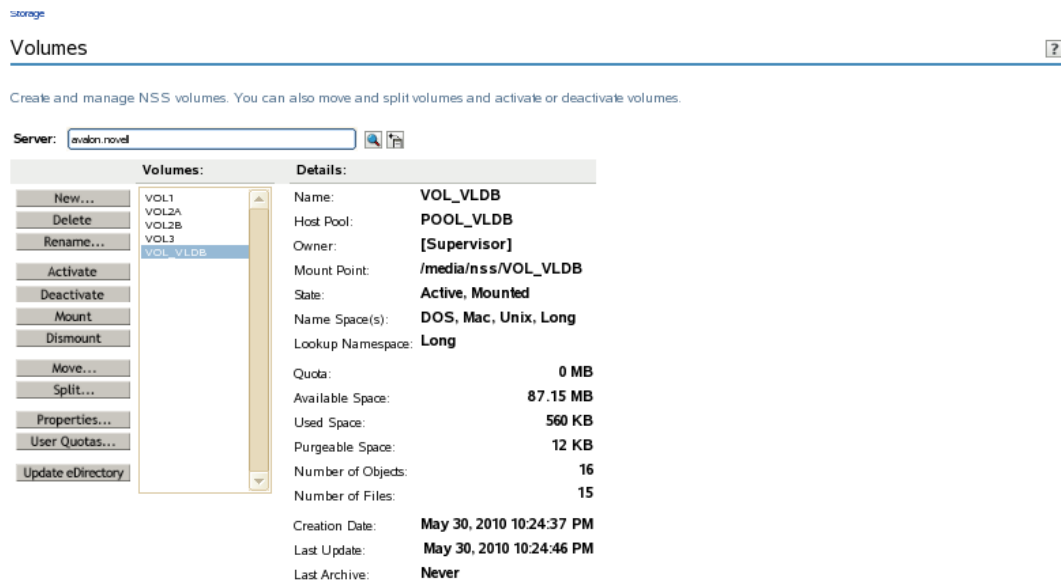 Storage
Volumes
?
Create and manage NSS volumes. You can also move and split volumes and activate or deactivate volumes.
Server: avalon.novell
Volumes: Details:
New...
Delete
Rename...
Activate
Deactivate
Mount
Dismount
Move...
Split...
Properties...
User Quotas...
Update eDirectory
VOL1
VOL2A
VOL2B
VOL3
VOL_VLDB
Name: VOL_VLDB
Host Pool: POOL_VLDB
Owner: [Supervisor]
Mount Point: /media/nss/VOL_VLDB
State: Active, Mounted
Name Space(s): DOS, Mac, Unix, Long
Lookup Namespace: Long
Quota: 0 MB
Available Space: 87.15 MB
Used Space: 560 KB
Purgeable Space: 12 KB
Number of Objects: 16
Number of Files: 15
Creation Date: May 30, 2010 10:24:37 PM
Last Update: May 30, 2010 10:24:46 PM
Last Archive: Never